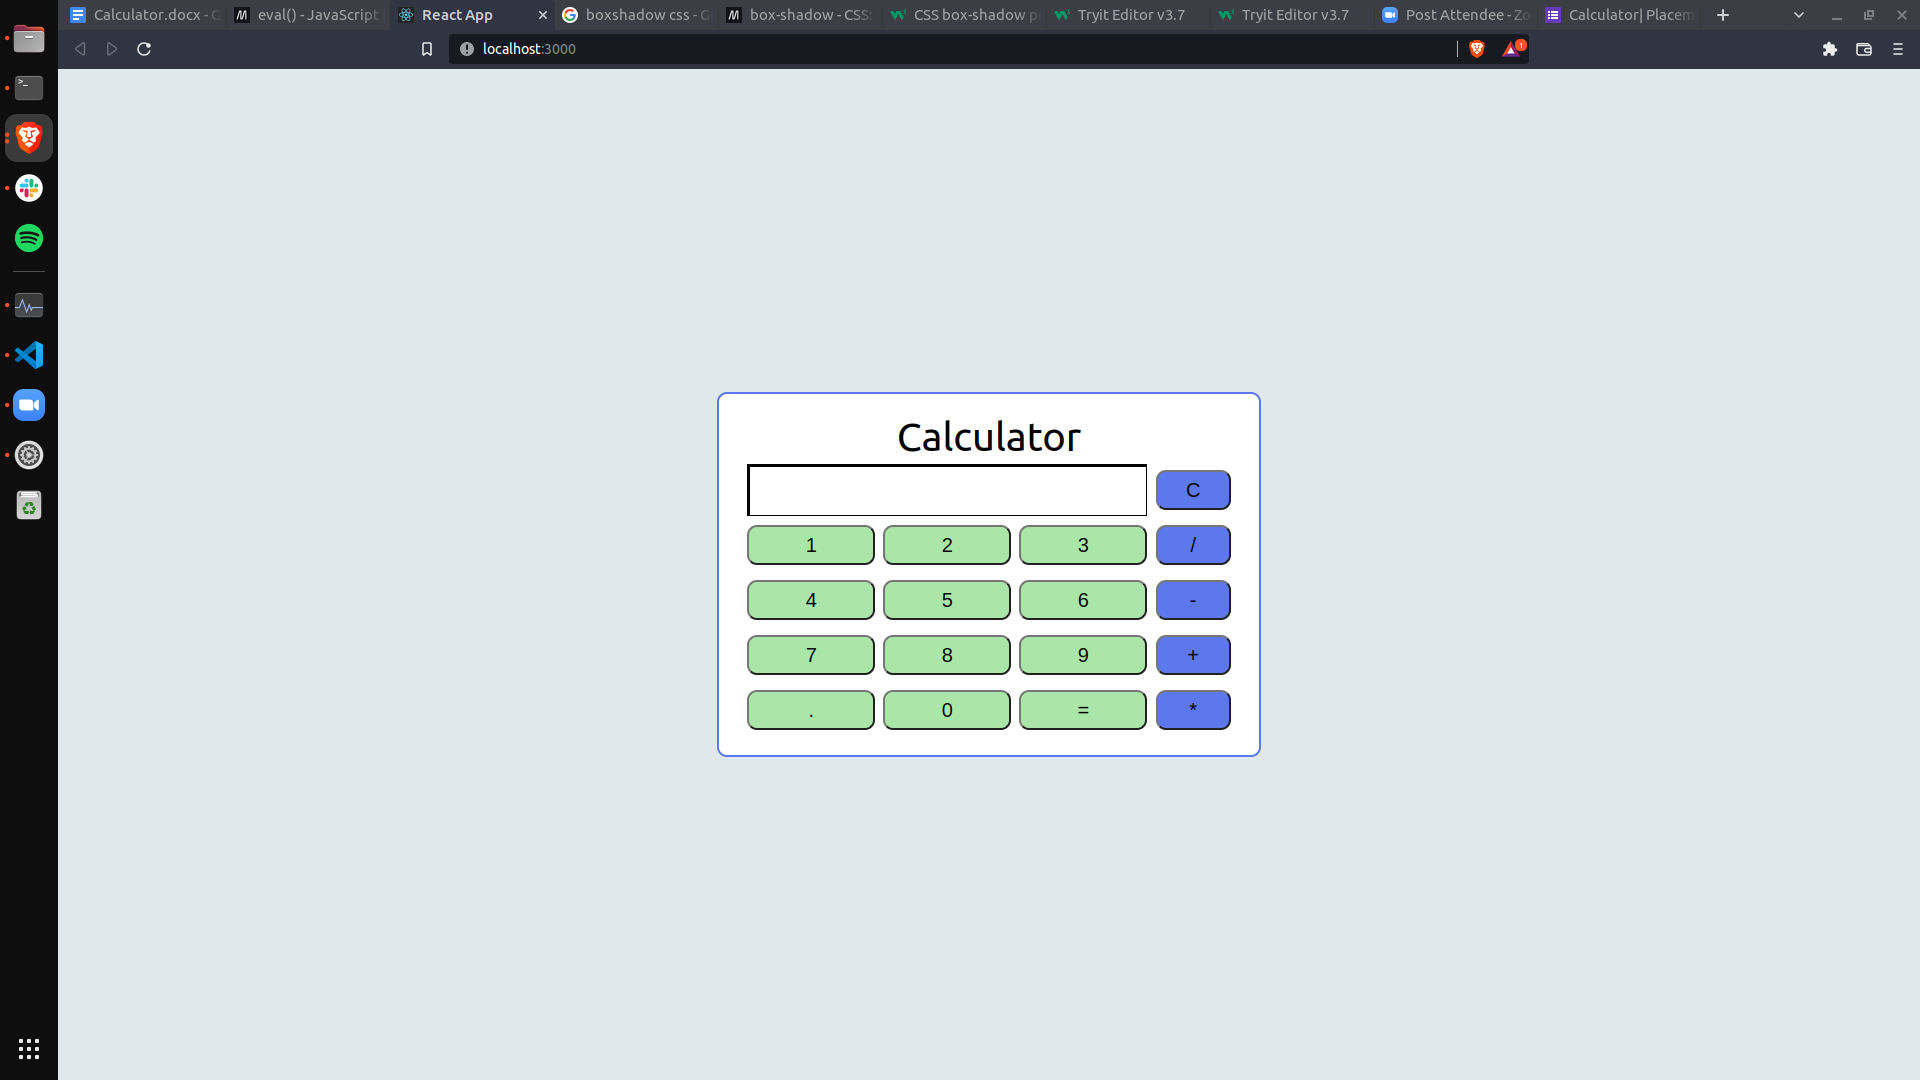 Calculator.docx - G
eval() - JavaScript
React App
boxshadow css - G
box-shadow - CSS:
CSS box-shadow p
Tryit Editor v3.7
Tryit Editor v3.7
Post Attendee - Zo
Calculator| Placem
localhost:3000
1
Calculator
C
1 2 3 /
4 5 6 -
7 8 9 +
. 0 = *